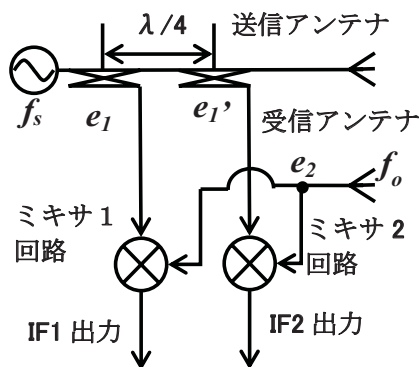 λ/4
送信アンテナ
fs
e1
e1’
受信アンテナ
e2
fo
ミキサ1
回路
ミキサ2
回路
IF1 出力
IF2 出力